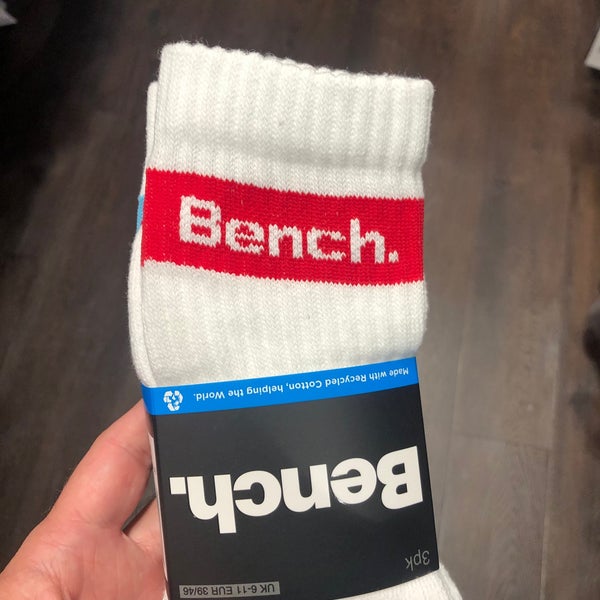 Bench.
Made with Recycled Cotton, helping the World.
Bench.
3pk
UK 6-11 EUR 39/46